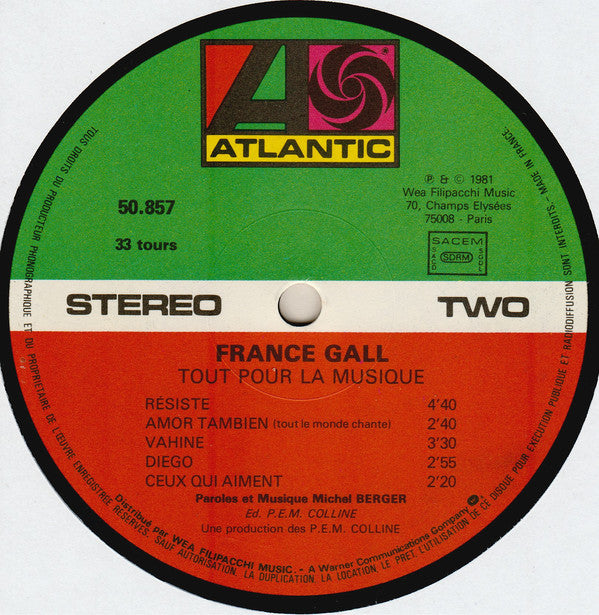 ATLANTIC
50.857
33 tours
℗ & © 1981
Wea Filipacchi Music
70, Champs Elysées
75008 - Paris
SACEM
SACD SDRM SGDL
STEREO TWO
FRANCE GALL
TOUT POUR LA MUSIQUE
RÉSISTE 4'40
AMOR TAMBIEN (tout le monde chante) 2'40
VAHINE 3'30
DIEGO 2'55
CEUX QUI AIMENT 2'20
Paroles et Musique Michel BERGER
Ed. P.E.M. COLLINE
Une production des P.E.M. COLLINE
Distribué par WEA FILIPACCHI MUSIC. - A Warner Communications Company
TOUS DROITS DU PRODUCTEUR PHONOGRAPHIQUE ET DU PROPRIETAIRE DE L'ŒUVRE ENREGISTREE RESERVES. SAUF AUTORISATION, LA DUPLICATION, LA LOCATION, LE PRET, L'UTILISATION DE CE DISQUE POUR EXECUTION PUBLIQUE ET RADIODIFFUSION SONT INTERDITS - MADE IN FRANCE.